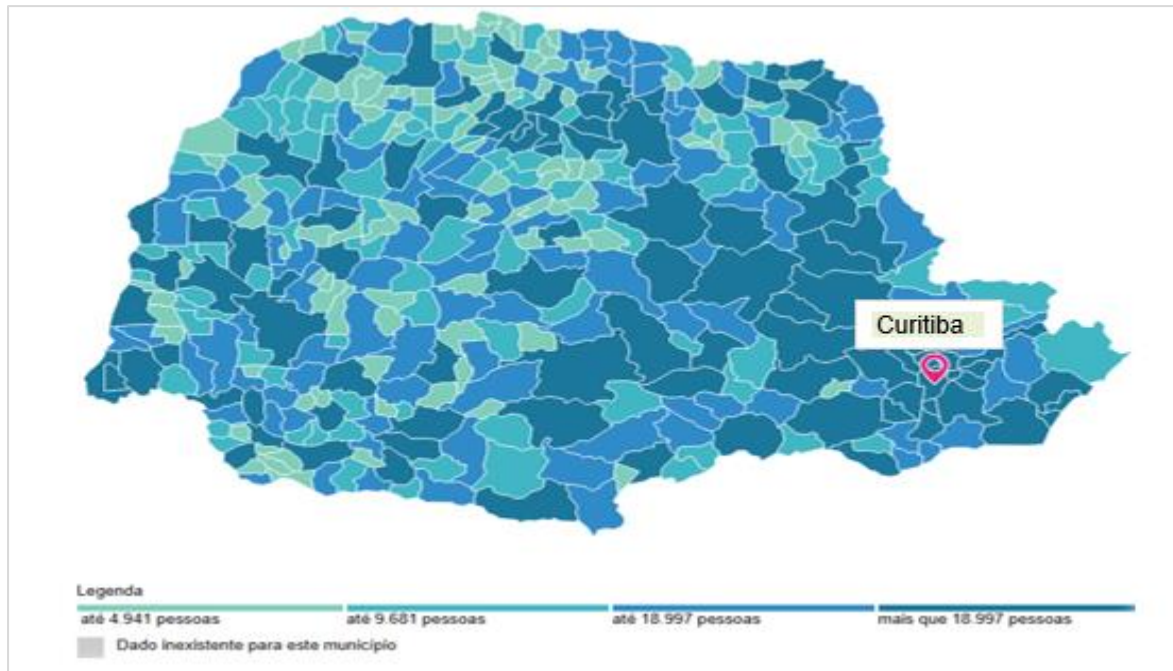 Curitiba
Legenda
até 4.941 pessoas
até 9.681 pessoas
até 18.997 pessoas
mais que 18.997 pessoas
Dado inexistente para este município